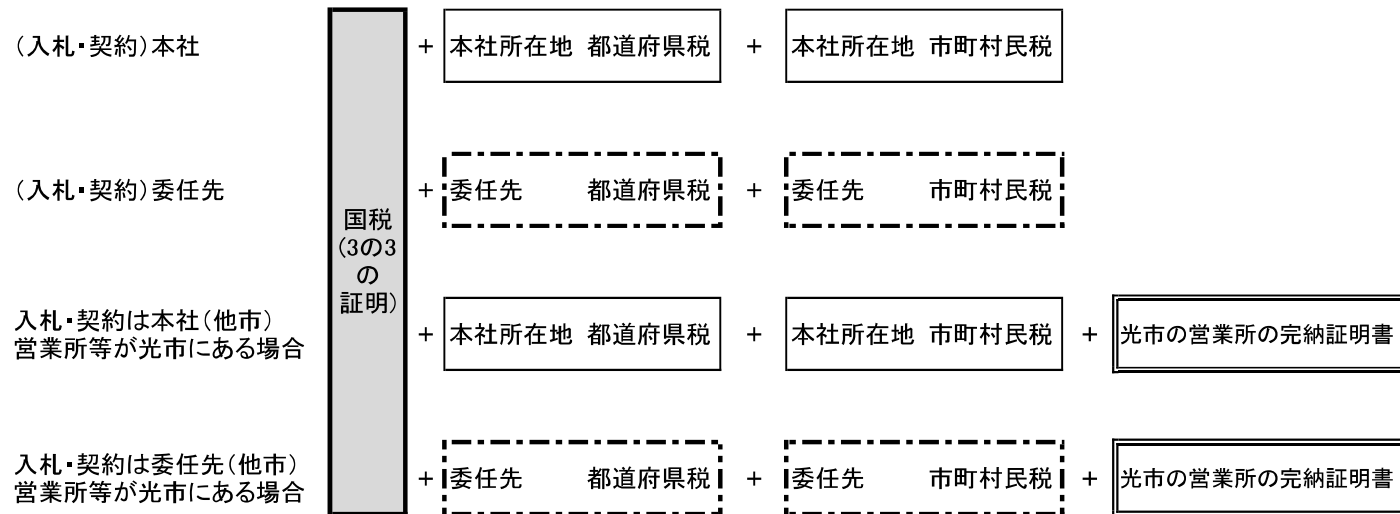 (入札・契約)本社
+ 本社所在地 都道府県税 + 本社所在地 市町村民税
(入札・契約)委任先
+ 委任先 都道府県税 + 委任先 市町村民税
国税
(3の3
の
証明)
入札・契約は本社(他市)
営業所等が光市にある場合
+ 本社所在地 都道府県税 + 本社所在地 市町村民税 + 光市の営業所の完納証明書
入札・契約は委任先(他市)
営業所等が光市にある場合
+ 委任先 都道府県税 + 委任先 市町村民税 + 光市の営業所の完納証明書